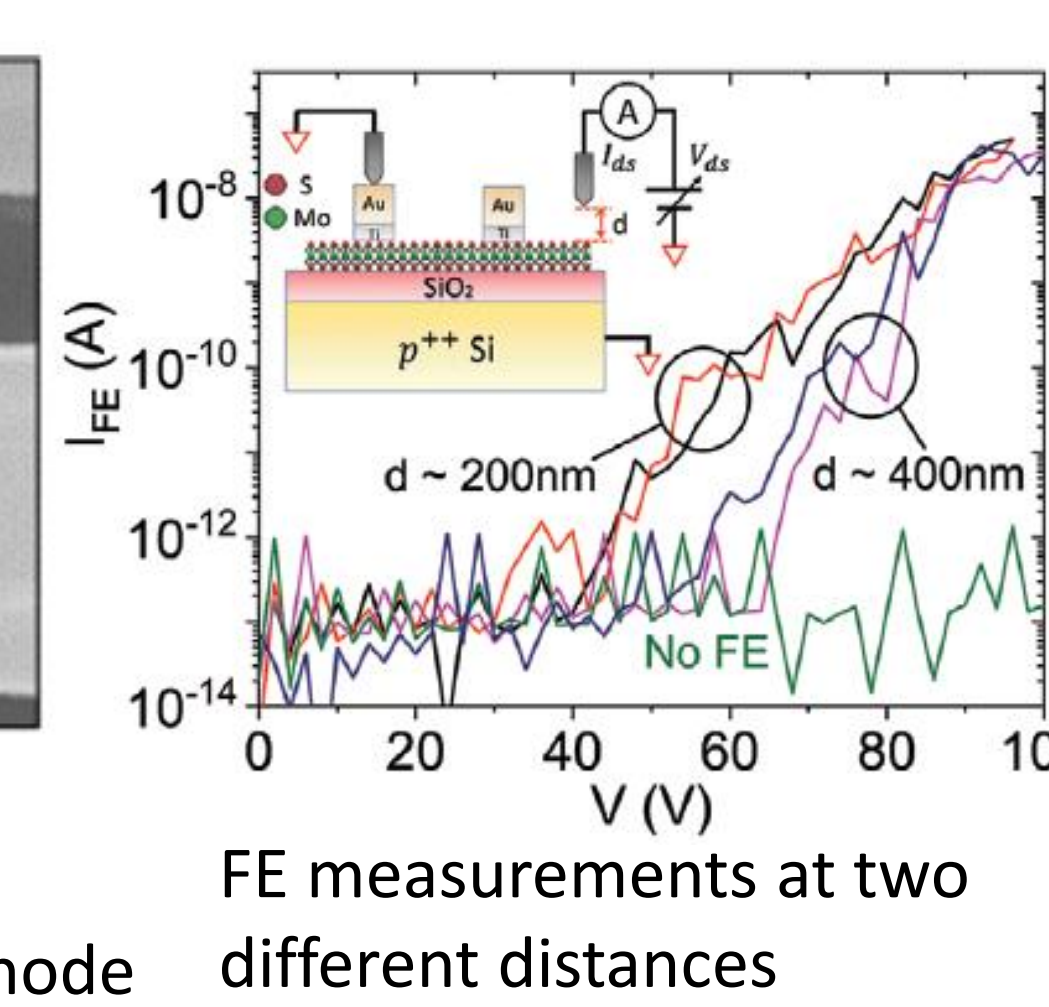 A
I_ds
V_ds
S
Mo
Au
Au
Ti
Ti
d
SiO₂
p⁺⁺ Si
10⁻⁸
10⁻¹⁰
10⁻¹²
10⁻¹⁴
I_FE (A)
d ~ 200nm
d ~ 400nm
No FE
0
20
40
60
80
V (V)
FE measurements at two
different distances